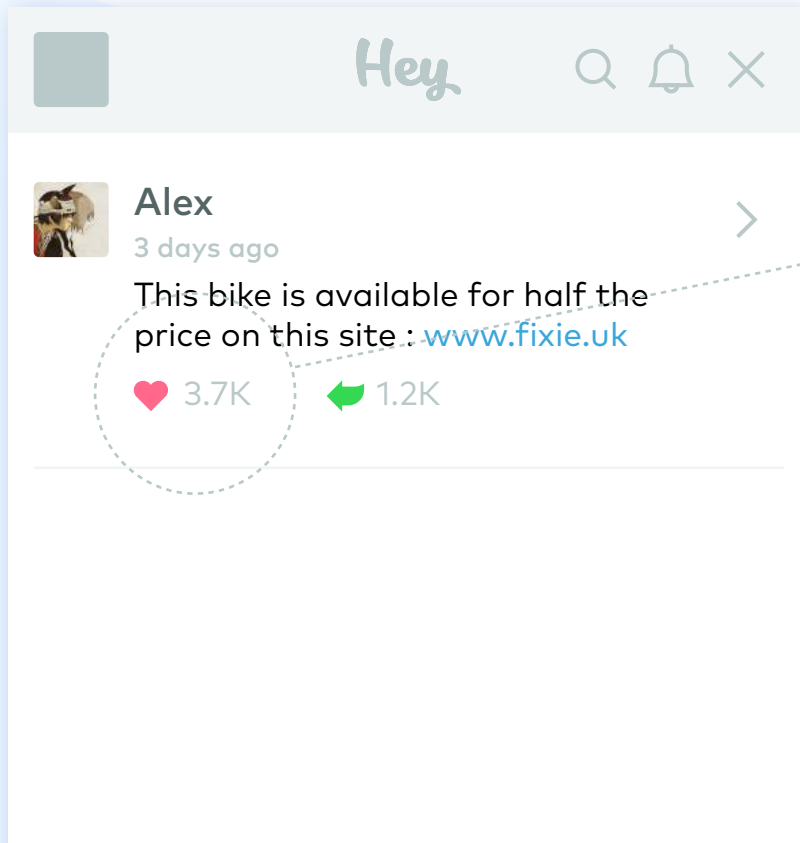 Hey
Alex
3 days ago
This bike is available for half the
price on this site : www.fixie.uk
3.7K 1.2K